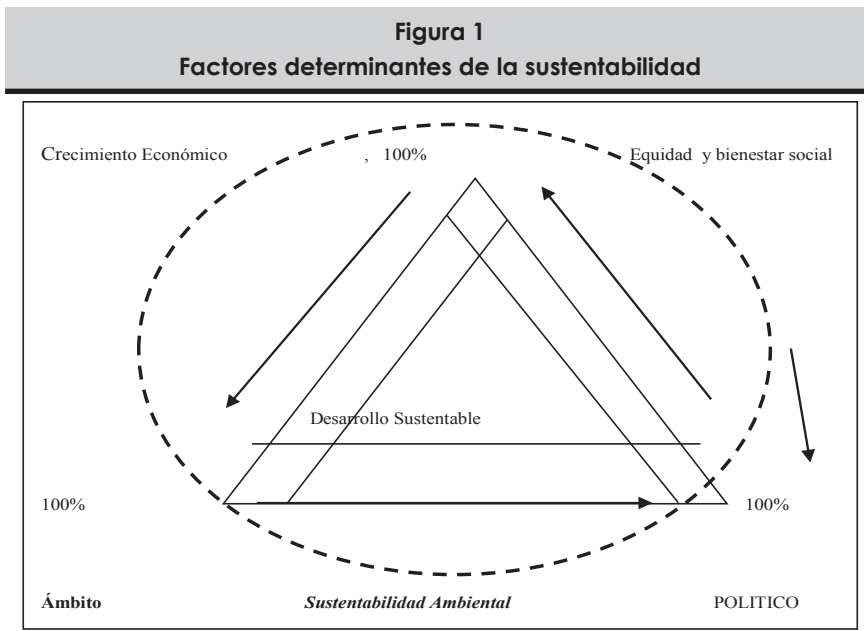 Figura 1
Factores determinantes de la sustentabilidad
Crecimiento Económico , 100% Equidad y bienestar social
Desarrollo Sustentable
100% 100%
Ámbito Sustentabilidad Ambiental POLITICO